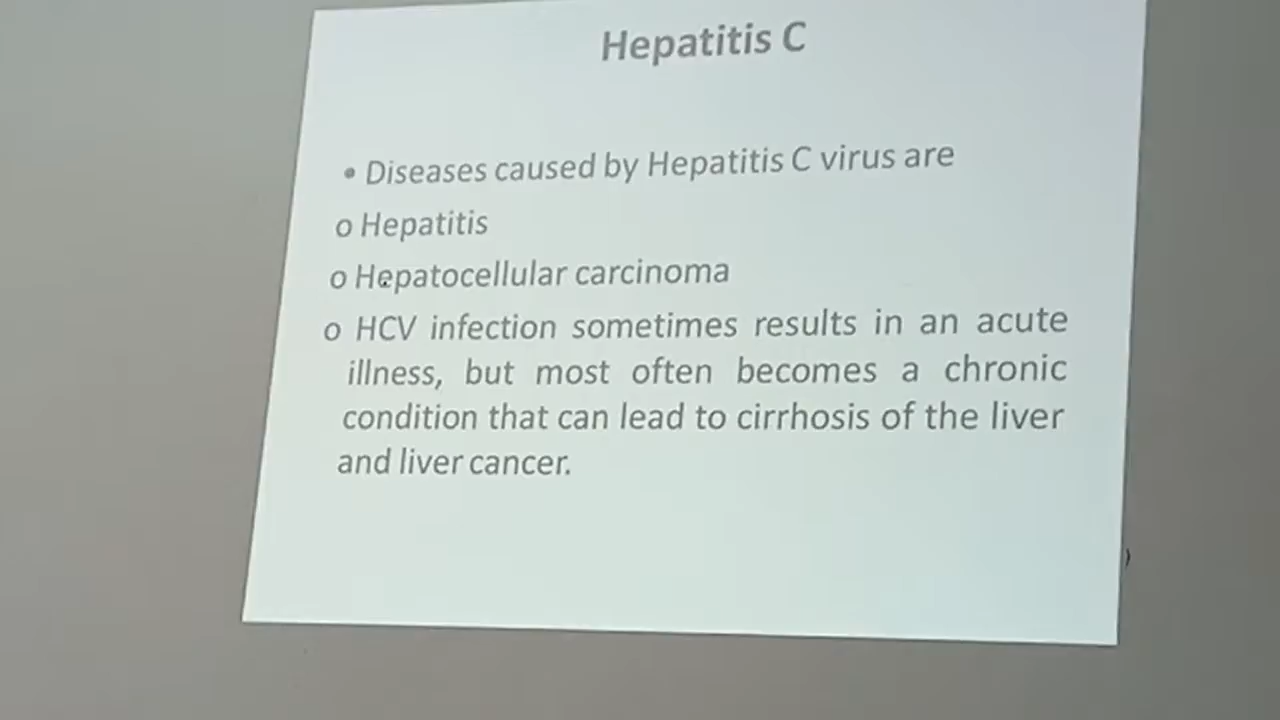 Hepatitis C
• Diseases caused by Hepatitis C virus are
o Hepatitis
o Hepatocellular carcinoma
o HCV infection sometimes results in an acute
illness, but most often becomes a chronic
condition that can lead to cirrhosis of the liver
and liver cancer.